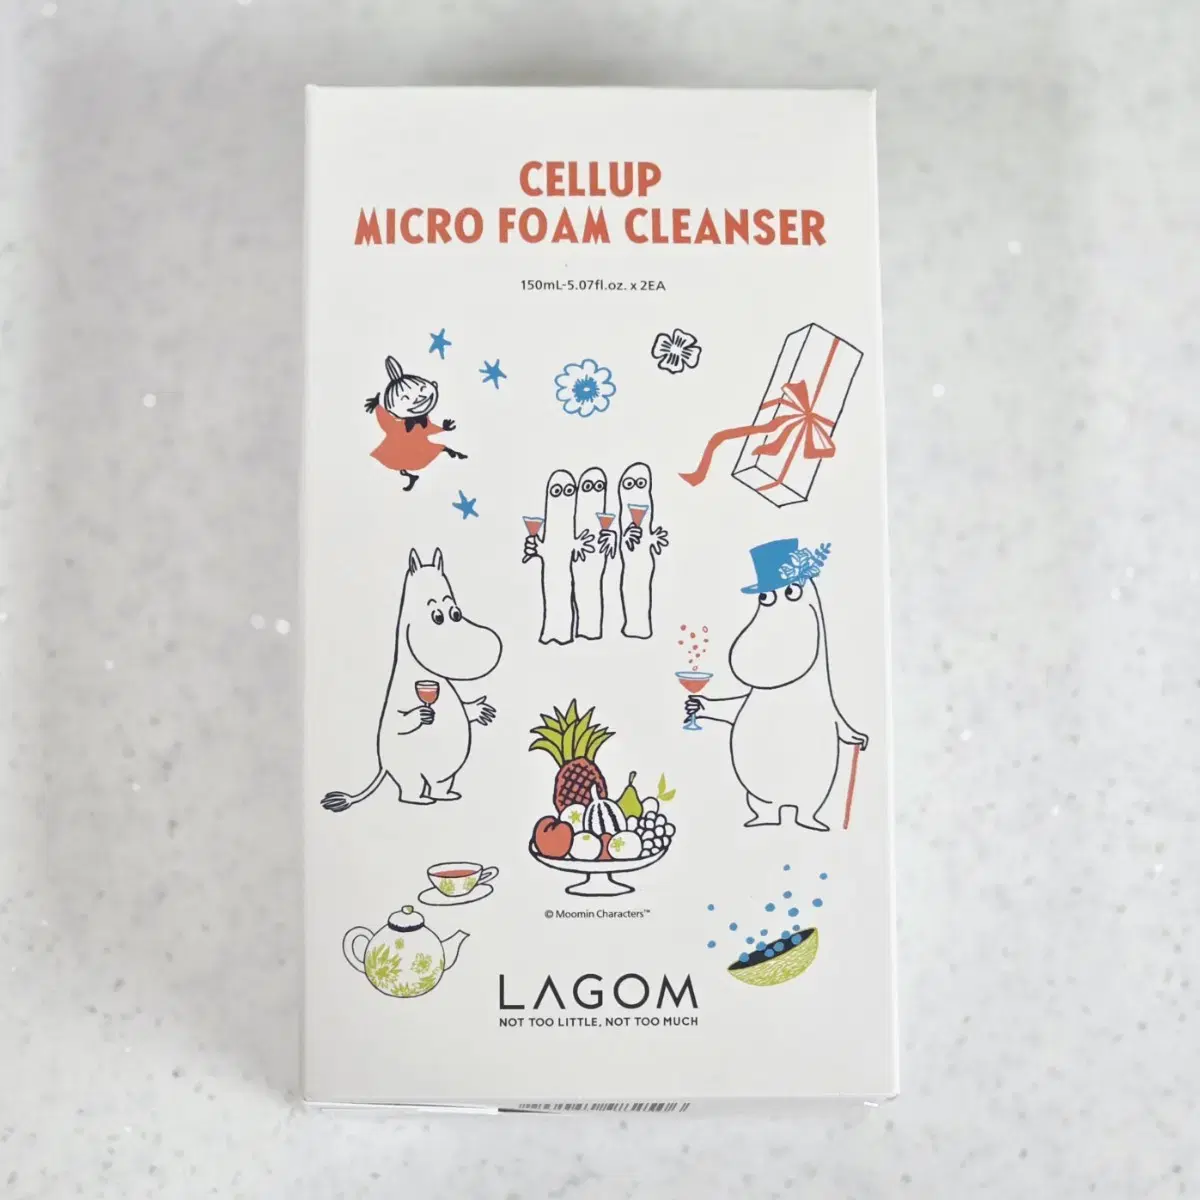 CELLUP
MICRO FOAM CLEANSER
150mL-5.07fl.oz. x 2EA
© Moomin Characters™
LAGOM
NOT TOO LITTLE, NOT TOO MUCH